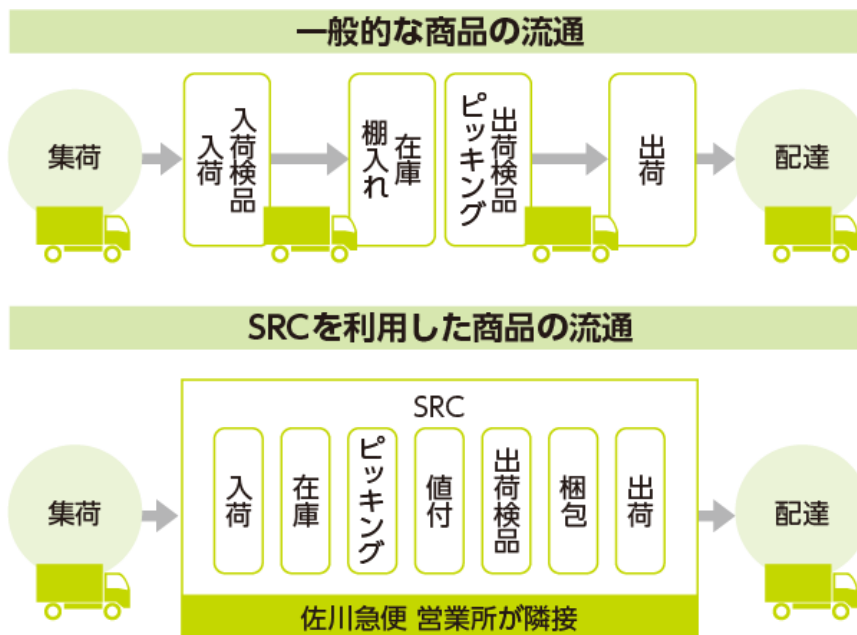 一般的な商品の流通
集荷
入荷検品
入荷
在庫
棚入れ
出荷検品
ピッキング
出荷
配達
SRCを利用した商品の流通
集荷
SRC
入荷
在庫
ピッキング
値付
出荷検品
梱包
出荷
配達
佐川急便 営業所が隣接